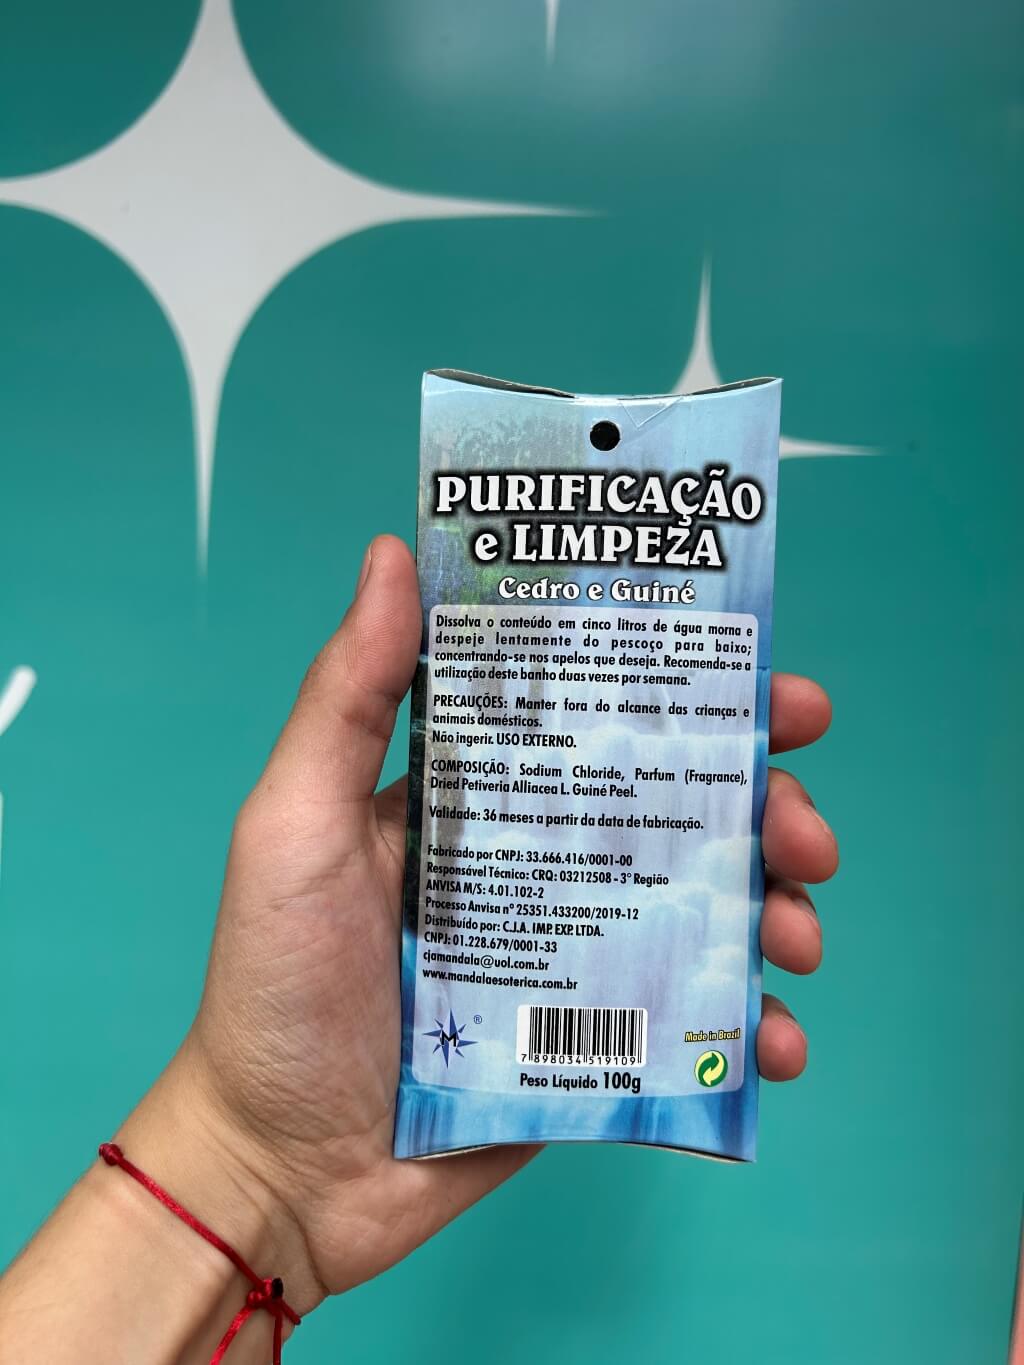 PURIFICAÇÃO
e LIMPEZA
Cedro e Guiné
Dissolva o conteúdo em cinco litros de água morna e
despeje lentamente do pescoço para baixo;
concentrando-se nos apelos que deseja. Recomenda-se a
utilização deste banho duas vezes por semana.
PRECAUÇÕES: Manter fora do alcance das crianças e
animais domésticos.
Não ingerir. USO EXTERNO.
COMPOSIÇÃO: Sodium Chloride, Parfum (Fragrance),
Dried Petiveria Alliacea L. Guiné Peel.
Validade: 36 meses a partir da data de fabricação.
Fabricado por CNPJ: 33.666.416/0001-00
Responsável Técnico: CRQ: 03212508 - 3° Região
ANVISA M/S: 4.01.102-2
Processo Anvisa n° 25351.433200/2019-12
Distribuído por: C.J.A. IMP. EXP. LTDA.
CNPJ: 01.228.679/0001-33
cjamandala@uol.com.br
www.mandalaesoterica.com.br
M ®
7 898034 519109
Peso Líquido 100g
Made in Brazil